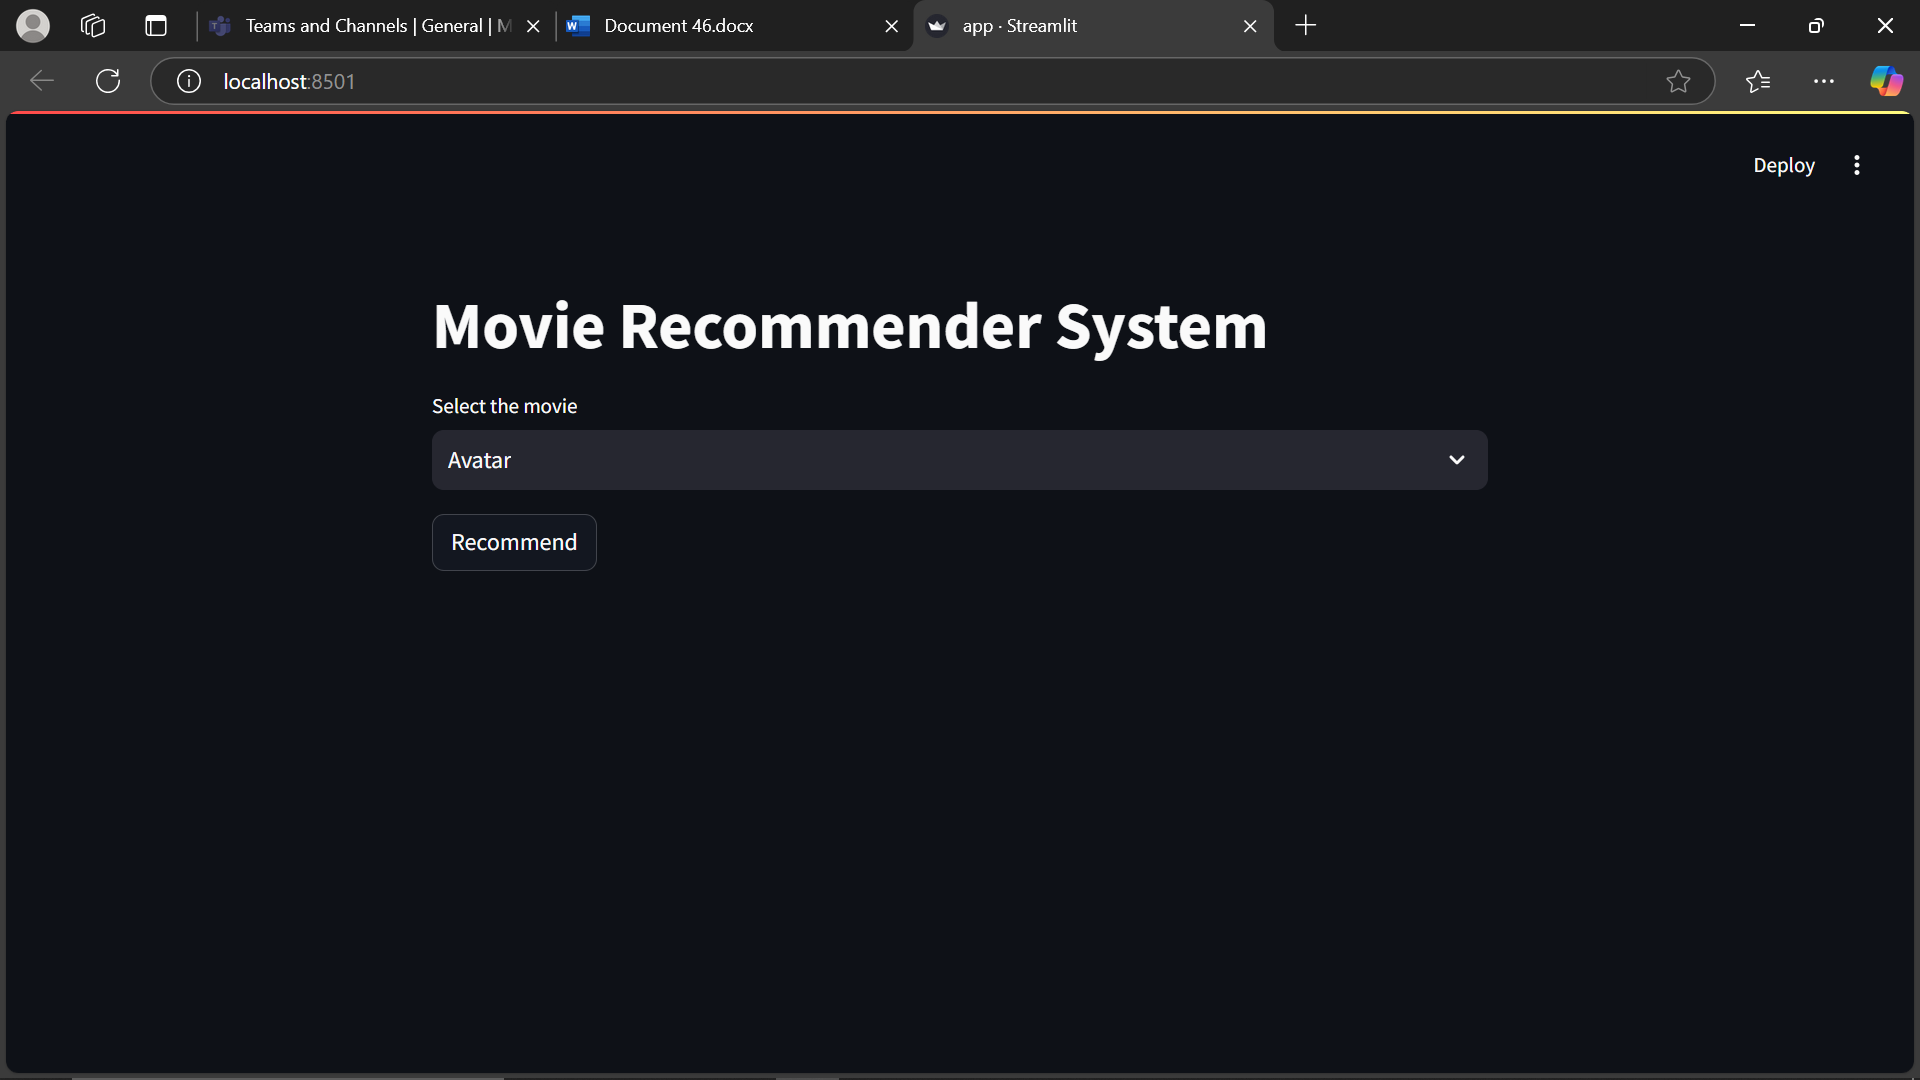 Teams and Channels | General | M
Document 46.docx
app · Streamlit
localhost:8501
Deploy
Movie Recommender System
Select the movie
Avatar
Recommend